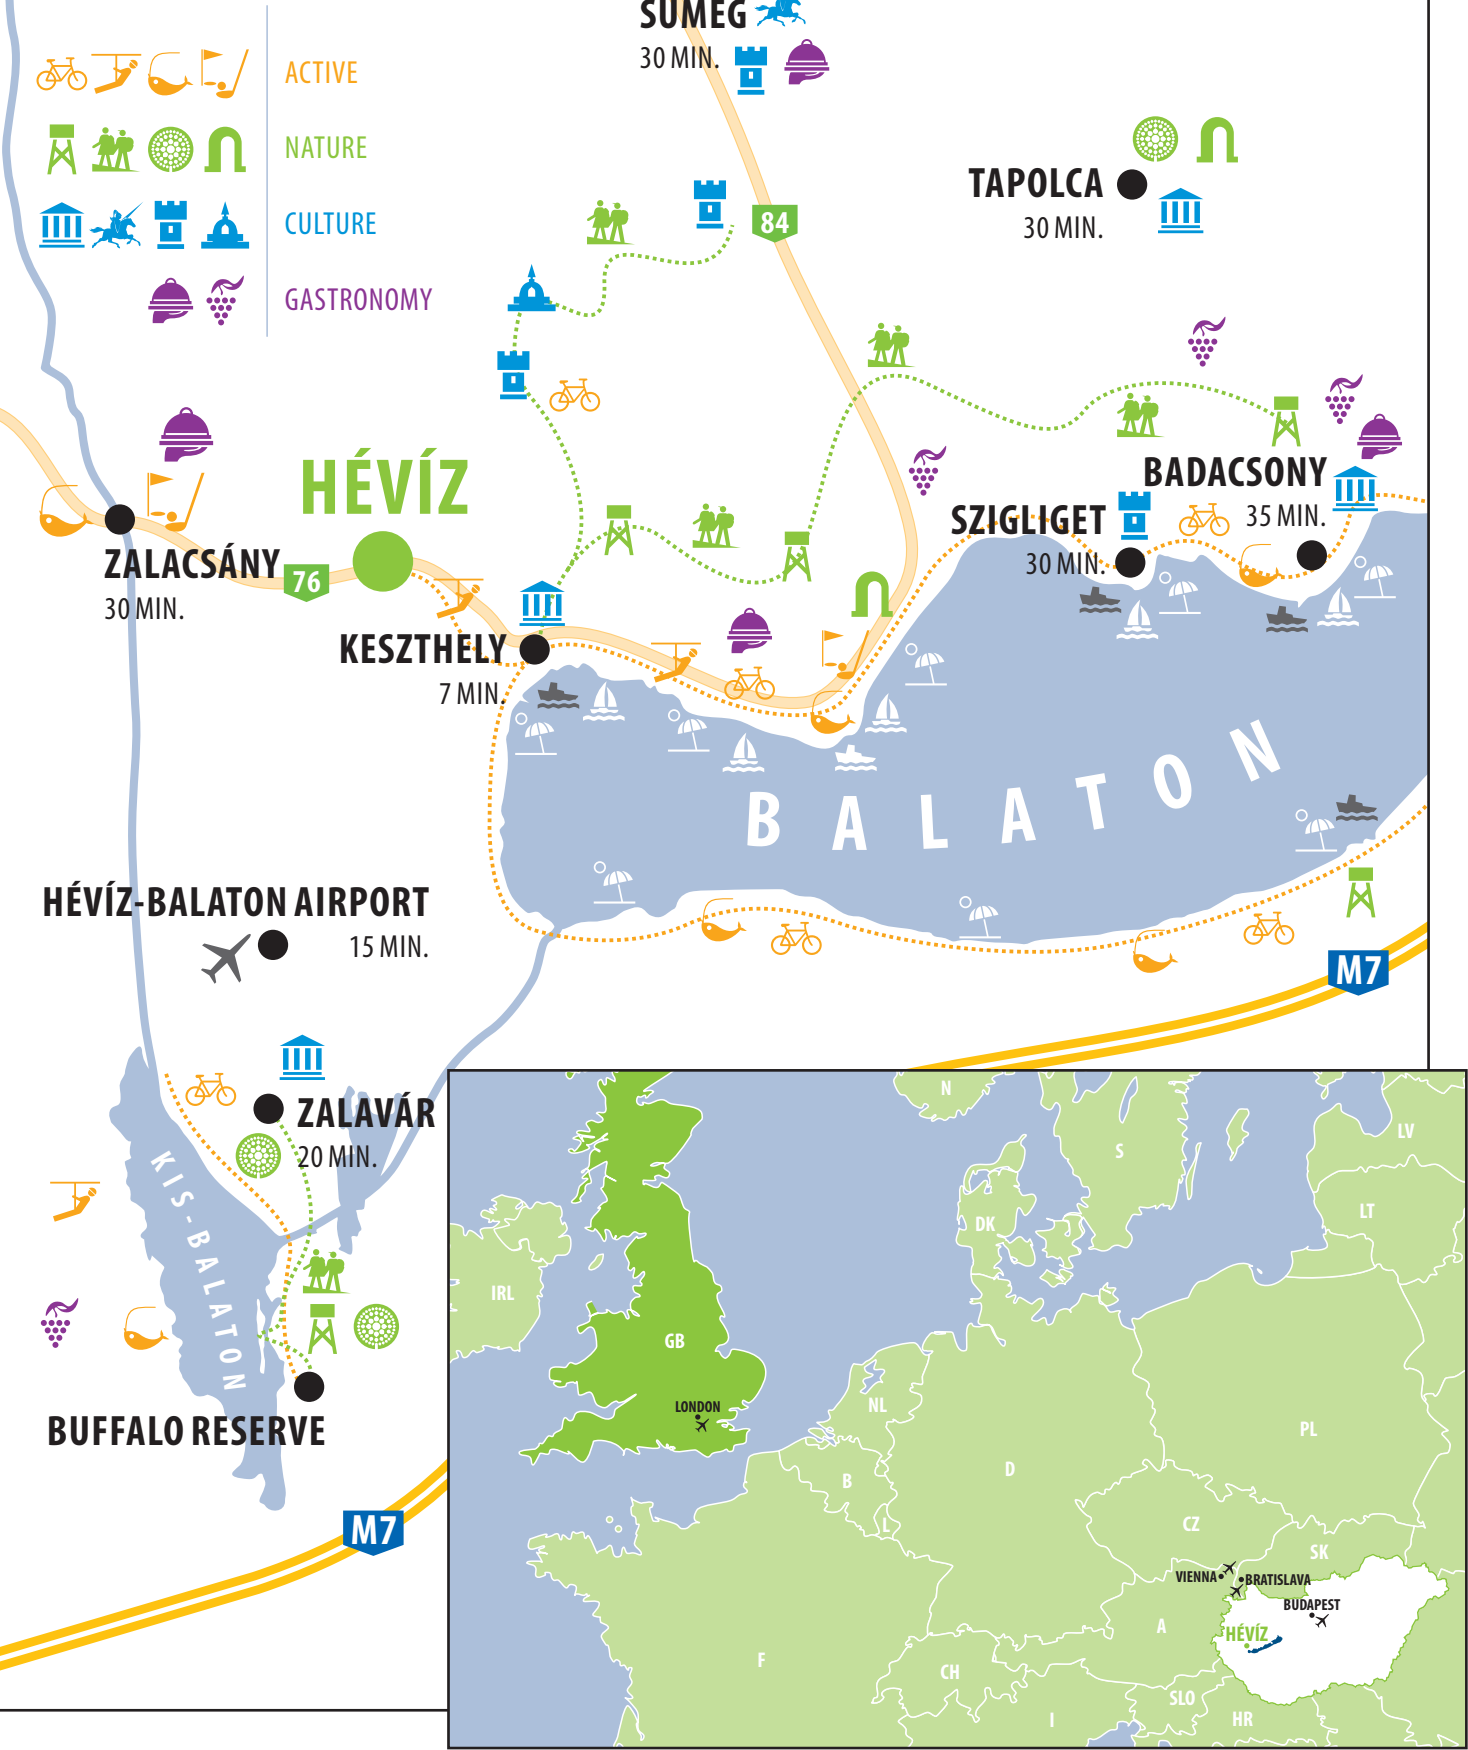 SÜMEG
30 MIN.
ACTIVE
NATURE
CULTURE
GASTRONOMY
84
TAPOLCA
30 MIN.
HÉVÍZ
ZALACSÁNY
30 MIN.
76
KESZTHELY
7 MIN.
SZIGLIGET
30 MIN.
BADACSONY
35 MIN.
BALATON
HÉVÍZ-BALATON AIRPORT
15 MIN.
M7
ZALAVÁR
20 MIN.
KIS-BALATON
BUFFALO RESERVE
M7
N
S
LV
LT
DK
IRL
GB
LONDON
NL
B
L
D
PL
CZ
SK
VIENNA
BRATISLAVA
BUDAPEST
HÉVÍZ
A
F
CH
SLO
HR
I